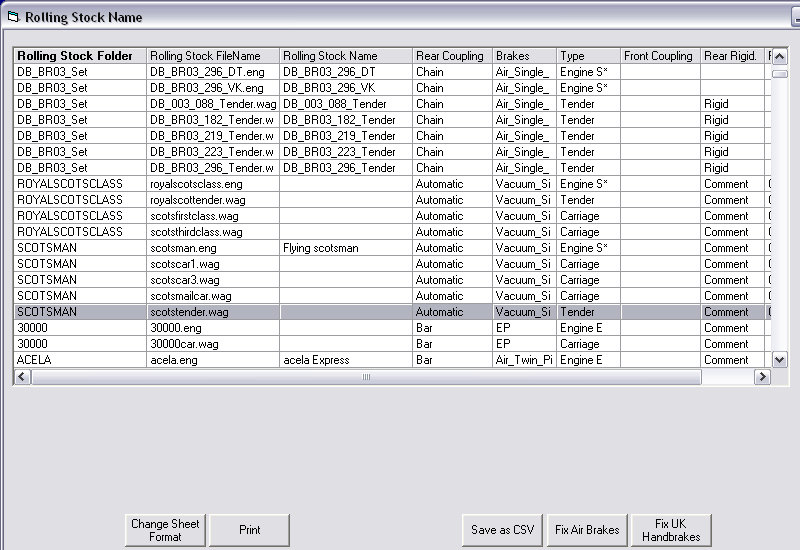 Rolling Stock Name
Rolling Stock Folder Rolling Stock FileName Rolling Stock Name Rear Coupling Brakes Type Front Coupling Rear Rigid.
DB_BR03_Set DB_BR03_296_DT.eng DB_BR03_296_DT Chain Air_Single_ Engine S*
DB_BR03_Set DB_BR03_296_VK.eng DB_BR03_296_VK Chain Air_Single_ Engine S*
DB_BR03_Set DB_003_088_Tender.wag DB_003_088_Tender Chain Air_Single_ Tender Rigid
DB_BR03_Set DB_BR03_182_Tender.w DB_BR03_182_Tender Chain Air_Single_ Tender Rigid
DB_BR03_Set DB_BR03_219_Tender.w DB_BR03_219_Tender Chain Air_Single_ Tender Rigid
DB_BR03_Set DB_BR03_223_Tender.w DB_BR03_223_Tender Chain Air_Single_ Tender Rigid
DB_BR03_Set DB_BR03_296_Tender.w DB_BR03_296_Tender Chain Air_Single_ Tender Rigid
ROYALSCOTSCLASS royalscotsclass.eng Automatic Vacuum_Si Engine S* Comment
ROYALSCOTSCLASS royalscottender.wag Automatic Vacuum_Si Tender Comment
ROYALSCOTSCLASS scotsfirstclass.wag Automatic Vacuum_Si Carriage Comment
ROYALSCOTSCLASS scotsthirdclass.wag Automatic Vacuum_Si Carriage Comment
SCOTSMAN scotsman.eng Flying scotsman Automatic Vacuum_Si Engine S* Comment
SCOTSMAN scotscar1.wag Automatic Vacuum_Si Carriage Comment
SCOTSMAN scotscar3.wag Automatic Vacuum_Si Carriage Comment
SCOTSMAN scotsmailcar.wag Automatic Vacuum_Si Carriage Comment
SCOTSMAN scotstender.wag Automatic Vacuum_Si Tender Comment
30000 30000.eng Bar EP Engine E Comment
30000 30000car.wag Bar EP Carriage Comment
ACELA acela.eng acela Express Bar Air_Twin_Pi Engine E Comment
Change Sheet
Format
Print
Save as CSV
Fix Air Brakes
Fix UK
Handbrakes